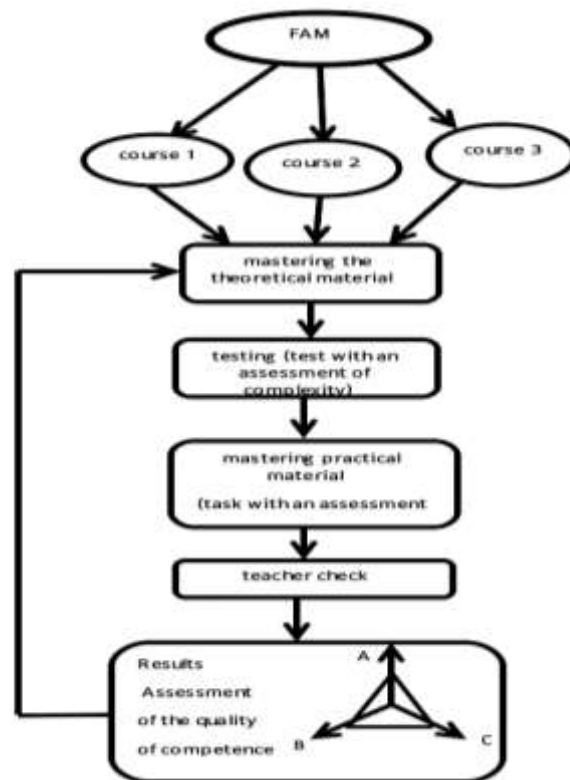 FAM
course 1
course 2
course 3
mastering the
theoretical material
testing (test with an
assessment of
complexity)
mastering practical
material
(task with an assessment
teacher check
Results
Assessment
of the quality
of competence
A
B
C